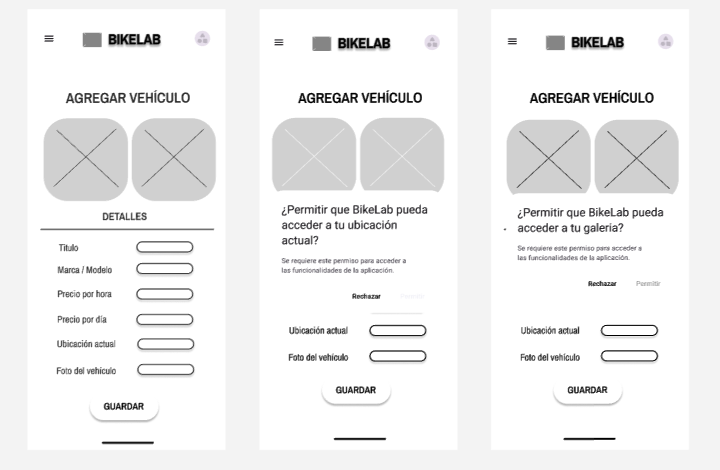 BIKELAB
AGREGAR VEHÍCULO
DETALLES
Título
Marca / Modelo
Precio por hora
Precio por día
Ubicación actual
Foto del vehículo
GUARDAR
BIKELAB
AGREGAR VEHÍCULO
¿Permitir que BikeLab pueda
acceder a tu ubicación
actual?
Se requiere este permiso para acceder a
las funcionalidades de la aplicación.
Rechazar
Ubicación actual
Foto del vehículo
GUARDAR
BIKELAB
AGREGAR VEHÍCULO
¿Permitir que BikeLab pueda
acceder a tu galería?
Se requiere este permiso para acceder a
las funcionalidades de la aplicación.
Rechazar Permitir
Ubicación actual
Foto del vehículo
GUARDAR